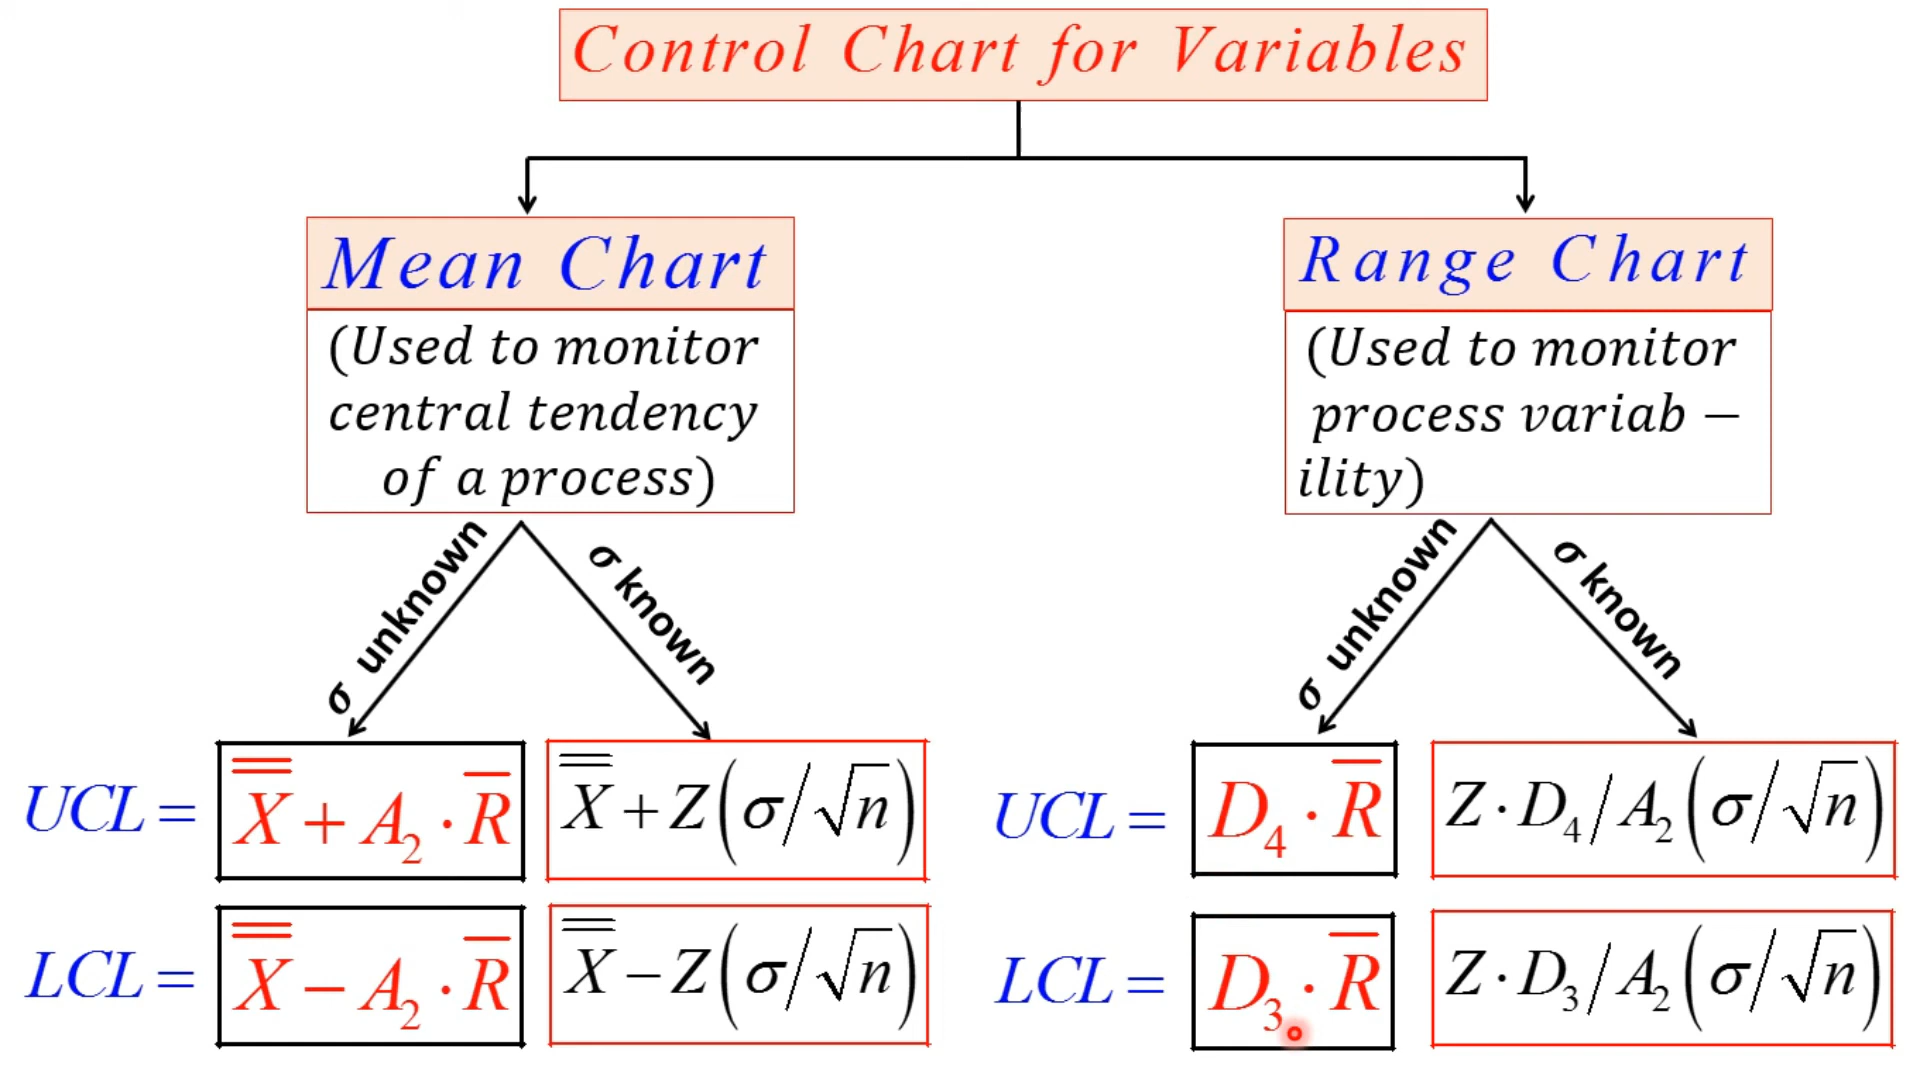 Control Chart for Variables
Mean Chart
(Used to monitor
central tendency
of a process)
Range Chart
(Used to monitor
process variab −
ility)
σ unknown
σ known
σ unknown
σ known
UCL = X̿ + A₂ · R̅
X̿ + Z(σ/√n)
LCL = X̿ − A₂ · R̅
X̿ − Z(σ/√n)
UCL = D₄ · R̅
Z · D₄/A₂(σ/√n)
LCL = D₃ · R̅
Z · D₃/A₂(σ/√n)